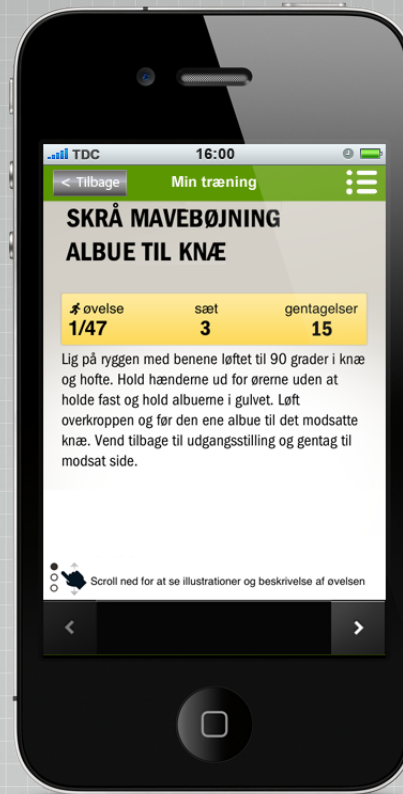 TDC 16:00
< Tilbage Min træning
SKRÅ MAVEBØJNING
ALBUE TIL KNÆ
øvelse sæt gentagelser
1/47 3 15
Lig på ryggen med benene løftet til 90 grader i knæ
og hofte. Hold hænderne ud for ørerne uden at
holde fast og hold albuerne i gulvet. Løft
overkroppen og før den ene albue til det modsatte
knæ. Vend tilbage til udgangsstilling og gentag til
modsat side.
Scroll ned for at se illustrationer og beskrivelse af øvelsen